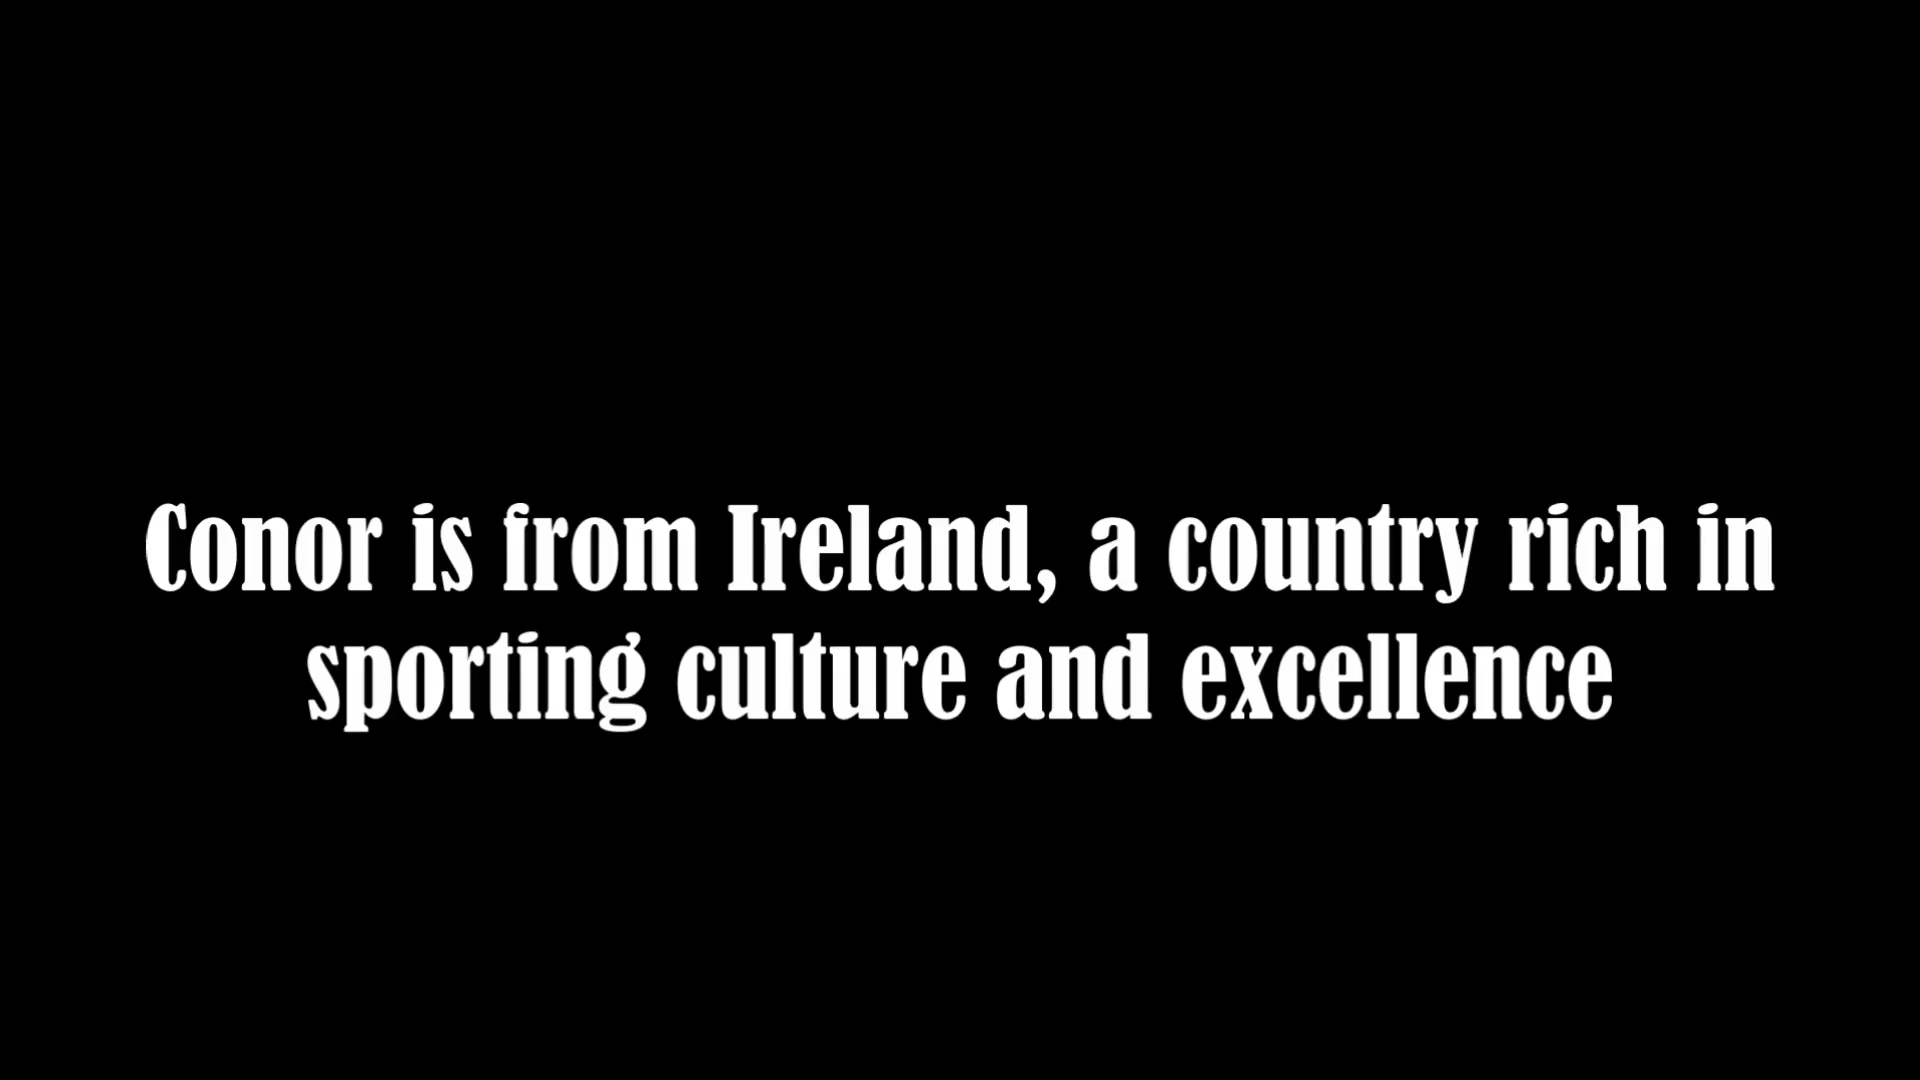 Conor is from Ireland, a country rich in
sporting culture and excellence